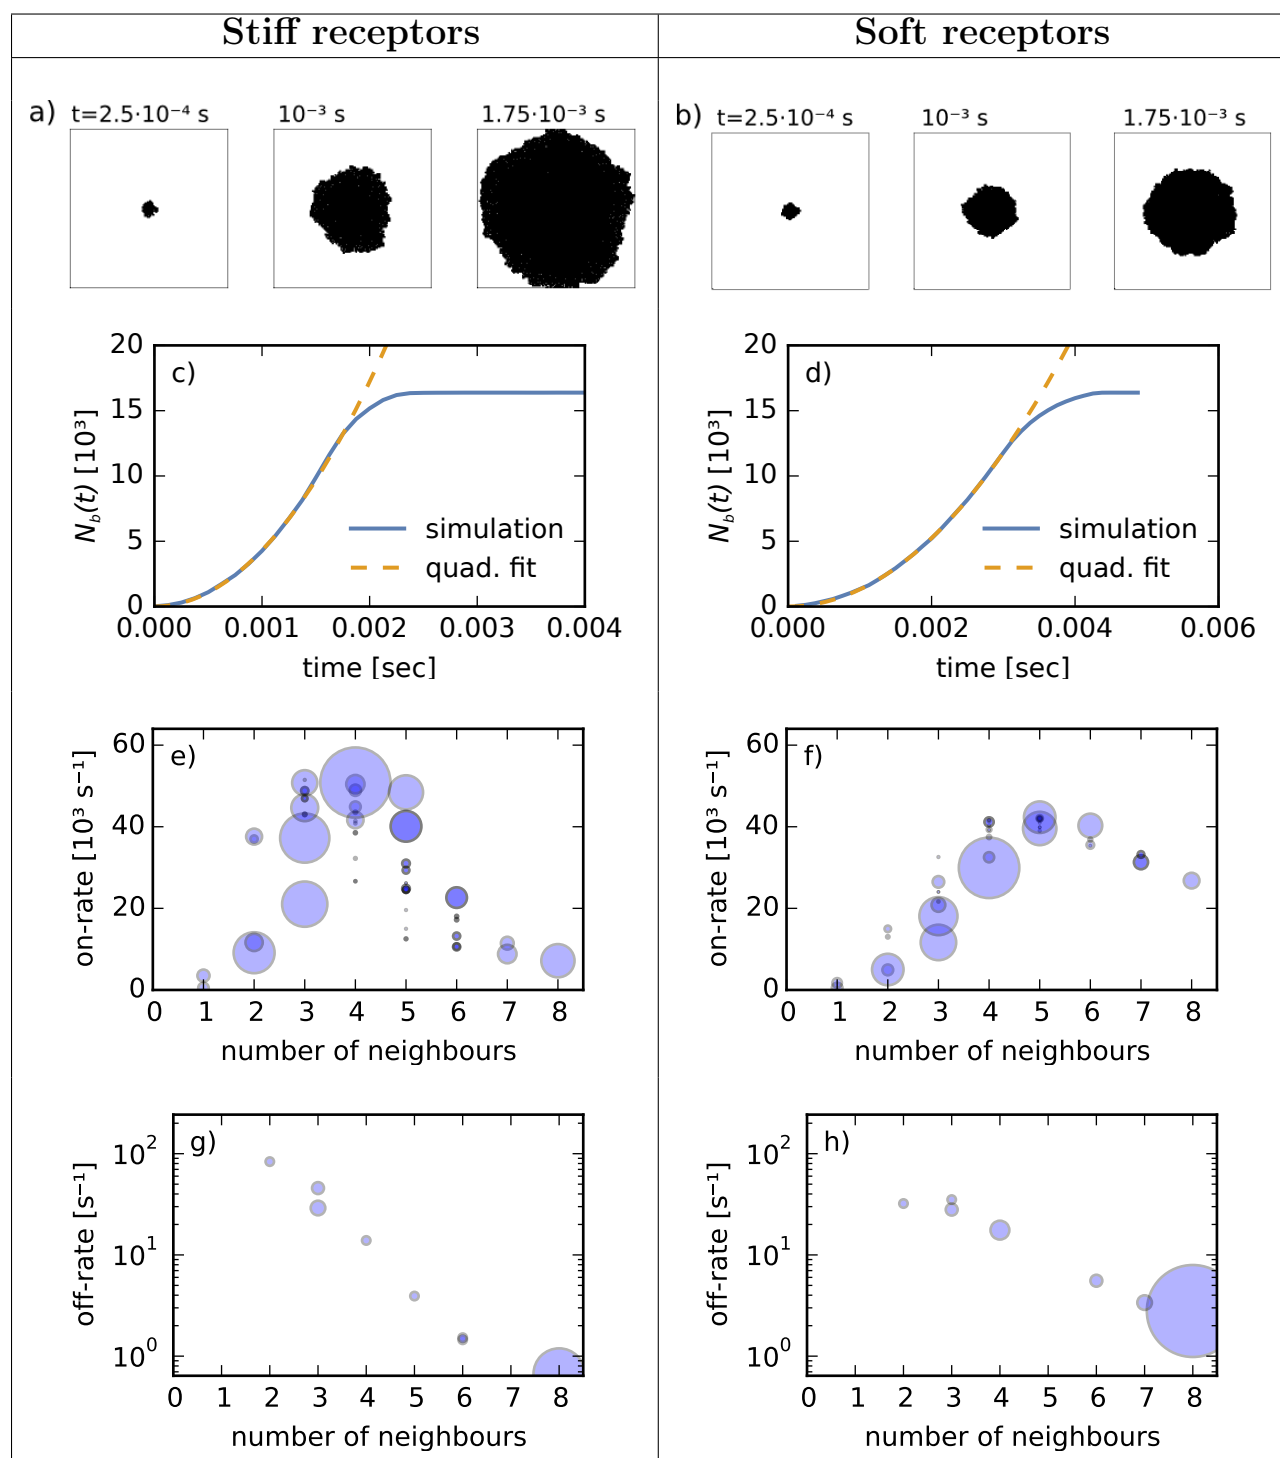 Stiff receptors
Soft receptors
a) t=2.5·10⁻⁴ s 10⁻³ s 1.75·10⁻³ s
b) t=2.5·10⁻⁴ s 10⁻³ s 1.75·10⁻³ s
c)
20
15
10
5
0
N_b(t) [10³]
simulation
quad. fit
0.000 0.001 0.002 0.003 0.004
time [sec]
d)
20
15
10
5
0
N_b(t) [10³]
simulation
quad. fit
0.000 0.002 0.004 0.006
time [sec]
e)
60
40
20
0
on-rate [10³ s⁻¹]
0 1 2 3 4 5 6 7 8
number of neighbours
f)
60
40
20
0
on-rate [10³ s⁻¹]
0 1 2 3 4 5 6 7 8
number of neighbours
g)
10²
10¹
10⁰
off-rate [s⁻¹]
0 1 2 3 4 5 6 7 8
number of neighbours
h)
10²
10¹
10⁰
off-rate [s⁻¹]
0 1 2 3 4 5 6 7 8
number of neighbours